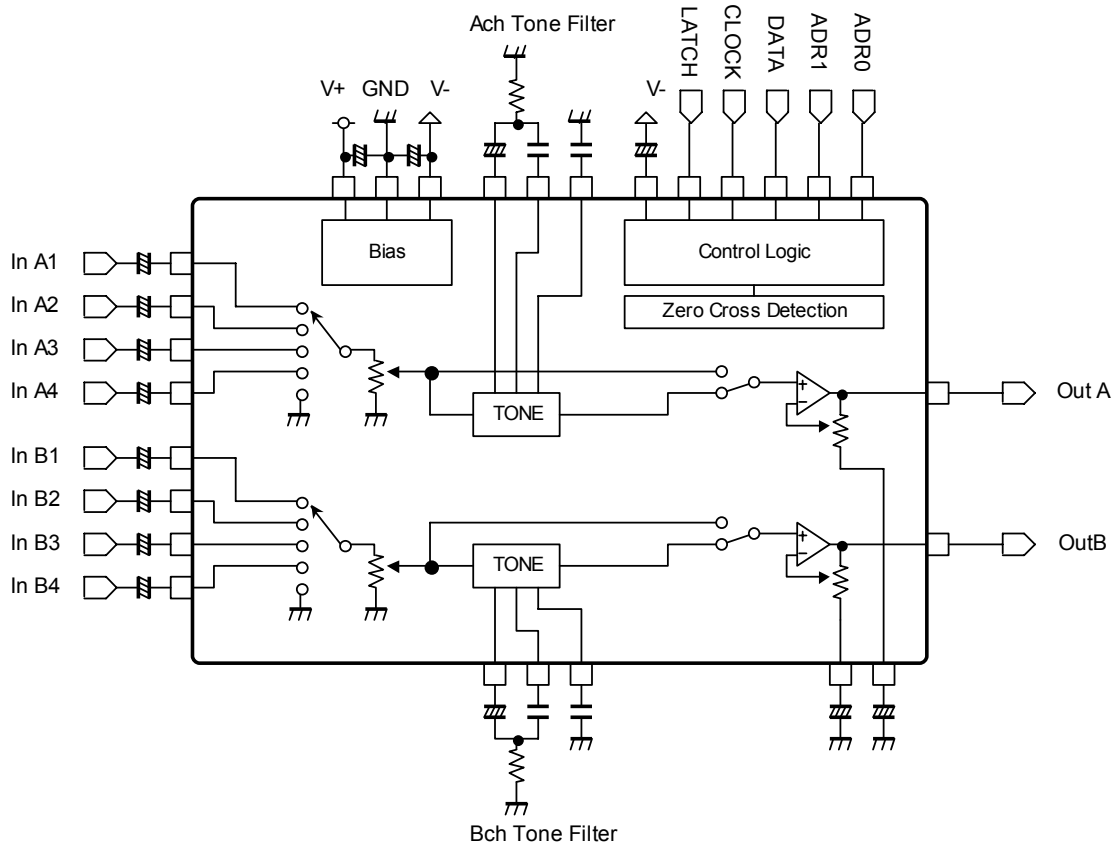 Ach Tone Filter
LATCH
CLOCK
DATA
ADR1
ADR0
V+
GND
V-
V-
Bias
Control Logic
Zero Cross Detection
In A1
In A2
In A3
In A4
TONE
+
−
Out A
In B1
In B2
In B3
In B4
TONE
+
−
OutB
Bch Tone Filter